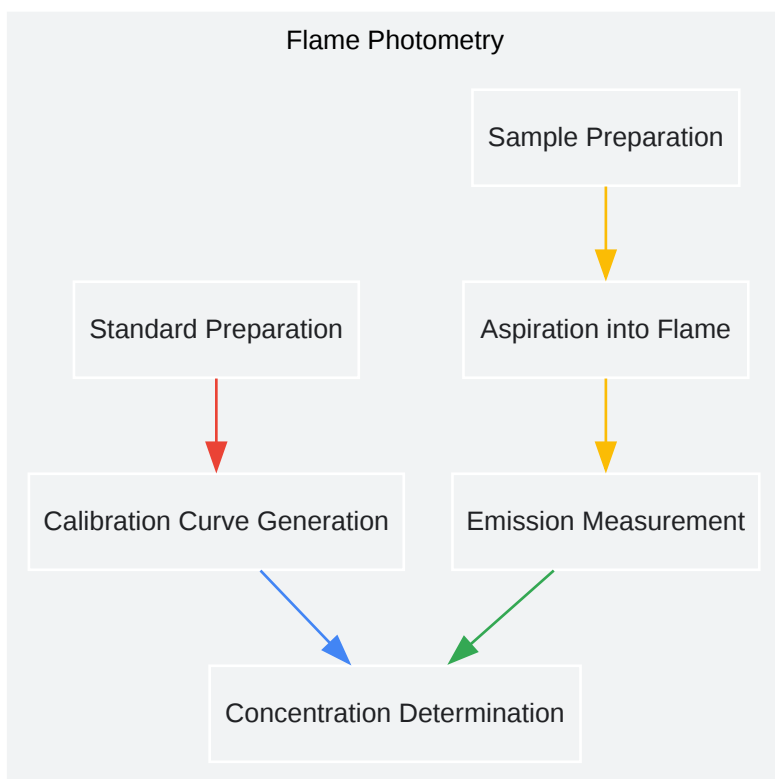 Flame Photometry
Sample Preparation
Standard Preparation
Aspiration into Flame
Calibration Curve Generation
Emission Measurement
Concentration Determination